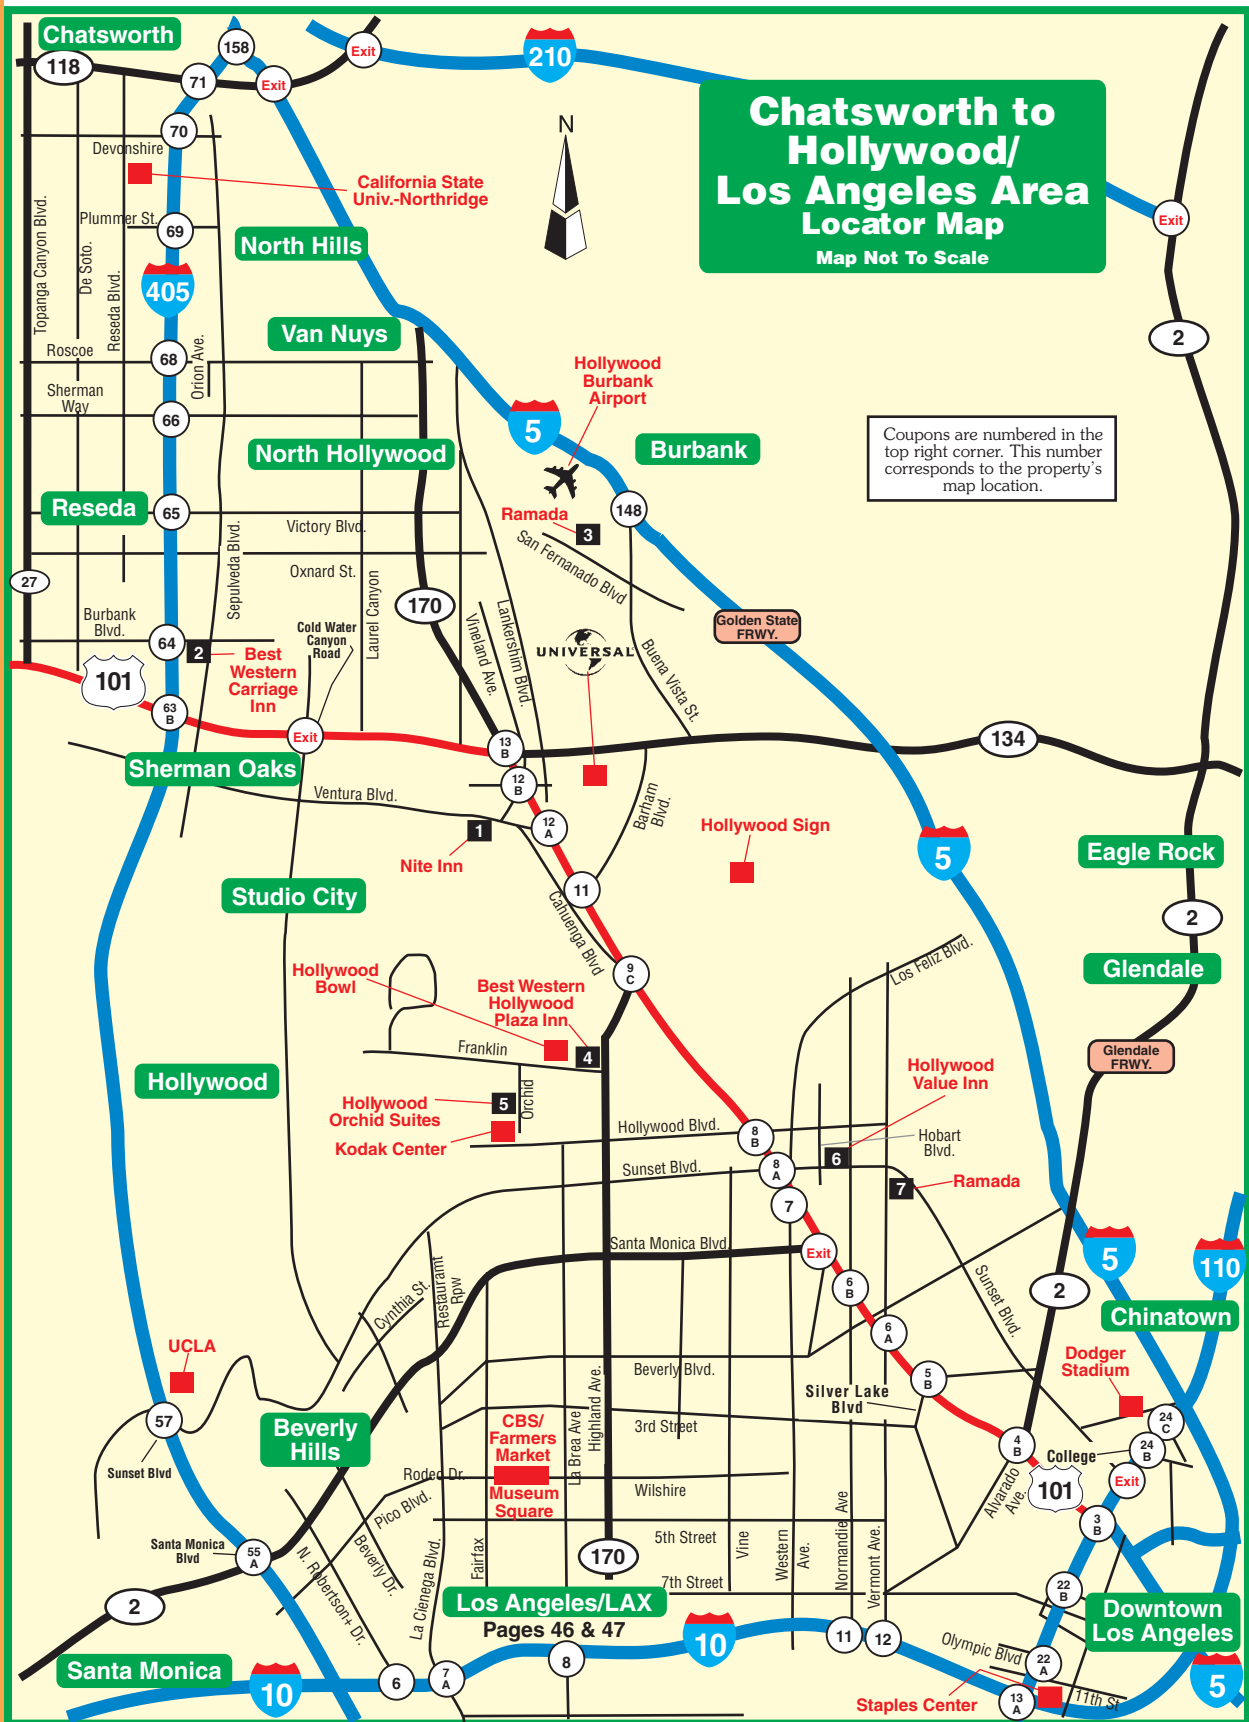 Chatsworth
118
158
Exit
Exit
210
71
70
Devonshire
California State
Univ.-Northridge
N
Chatsworth to
Hollywood/
Los Angeles Area
Locator Map
Map Not To Scale
Exit
Topanga Canyon Blvd.
De Soto.
Reseda Blvd.
Plummer St.
69
North Hills
405
Orion Ave.
Van Nuys
Roscoe
68
2
Sherman
Way
66
Hollywood
Burbank
Airport
5
Burbank
North Hollywood
Coupons are numbered in the
top right corner. This number
corresponds to the property's
map location.
Reseda
65
Victory Blvd.
Ramada
3
148
San Fernanado Blvd
Sepulveda Blvd.
Oxnard St.
Laurel Canyon
27
170
Vineland Ave.
Lankershim Blvd.
Golden State
FRWY.
Burbank
Blvd.
64
2
Best
Western
Carriage
Inn
Cold Water
Canyon
Road
UNIVERSAL
Buena Vista St.
101
63
B
Exit
13
B
134
Sherman Oaks
12
B
Ventura Blvd.
Barham
Blvd.
1
12
A
Nite Inn
Hollywood Sign
5
Eagle Rock
Studio City
11
Cahuenga Blvd
2
Los Feliz Blvd.
Glendale
9
C
Hollywood
Bowl
Best Western
Hollywood
Plaza Inn
4
Franklin
Glendale
FRWY.
Hollywood
Hollywood
Value Inn
Hollywood
Orchid Suites
5
Orchid
Kodak Center
Hollywood Blvd.
8
B
Hobart
Blvd.
Sunset Blvd.
8
A
6
7
Ramada
7
Santa Monica Blvd.
Exit
5
110
Restauramt
Rpw
Cynthia St.
6
B
Sunset Blvd.
2
Chinatown
6
A
UCLA
Beverly Blvd.
5
B
Dodger
Stadium
Silver Lake
Blvd
57
Sunset Blvd
Beverly
Hills
CBS/
Farmers
Market
La Brea Ave
Highland Ave.
3rd Street
24
C
4
B
College
24
B
Rodeo Dr.
Museum
Square
Wilshire
Exit
101
Alvarado
Ave.
Pico Blvd.
3
B
Santa Monica
Blvd
55
A
N. Robertson+ Dr.
Beverly Dr.
La Cienega Blvd.
Fairfax
5th Street
Vine
Western
Ave.
Normandie Ave
Vermont Ave.
170
7th Street
2
22
B
Los Angeles/LAX
Pages 46 & 47
Downtown
Los Angeles
10
11
12
Olympic Blvd
22
A
Santa Monica
10
6
7
A
8
5
Staples Center
13
A
11th St